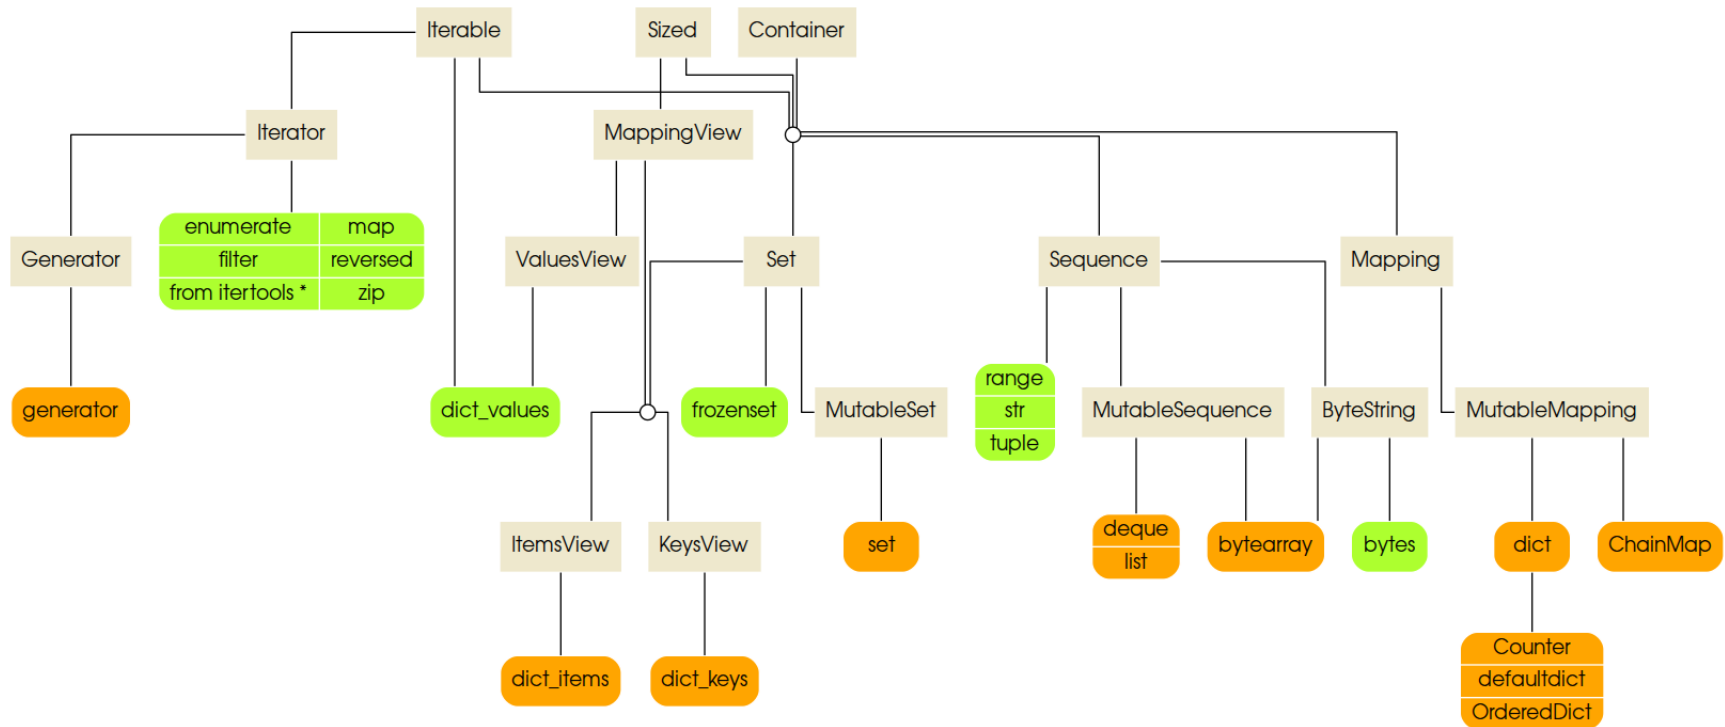 Iterable
Sized
Container
Iterator
MappingView
enumerate
map
filter
reversed
from itertools *
zip
Generator
ValuesView
Set
Sequence
Mapping
range
str
tuple
generator
dict_values
frozenset
MutableSet
MutableSequence
ByteString
MutableMapping
ItemsView
KeysView
set
deque
list
bytearray
bytes
dict
ChainMap
dict_items
dict_keys
Counter
defaultdict
OrderedDict